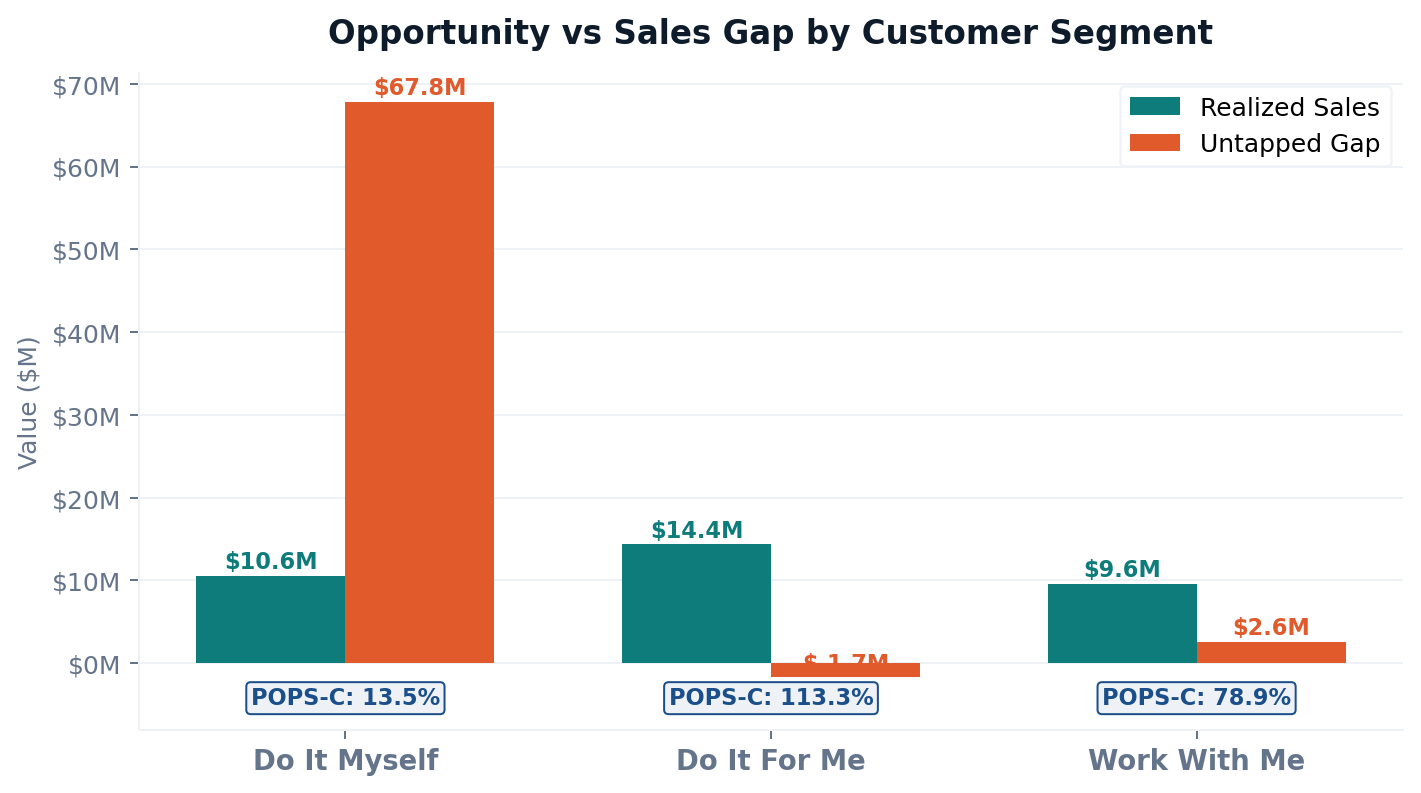 Opportunity vs Sales Gap by Customer Segment
Value ($M)
$70M
$60M
$50M
$40M
$30M
$20M
$10M
$0M
Realized Sales
Untapped Gap
$10.6M
$67.8M
$14.4M
$-1.7M
$9.6M
$2.6M
POPS-C: 13.5%
POPS-C: 113.3%
POPS-C: 78.9%
Do It Myself
Do It For Me
Work With Me